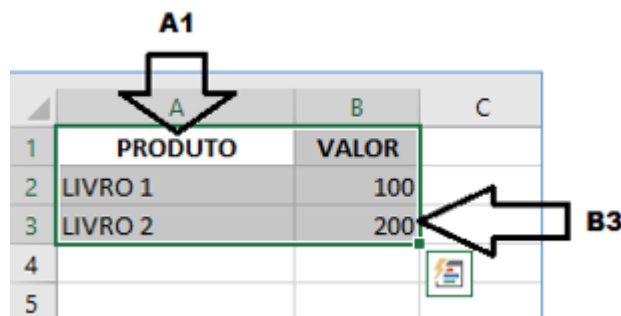 A1
A B C
1 PRODUTO VALOR
2 LIVRO 1 100
3 LIVRO 2 200
B3
4
5